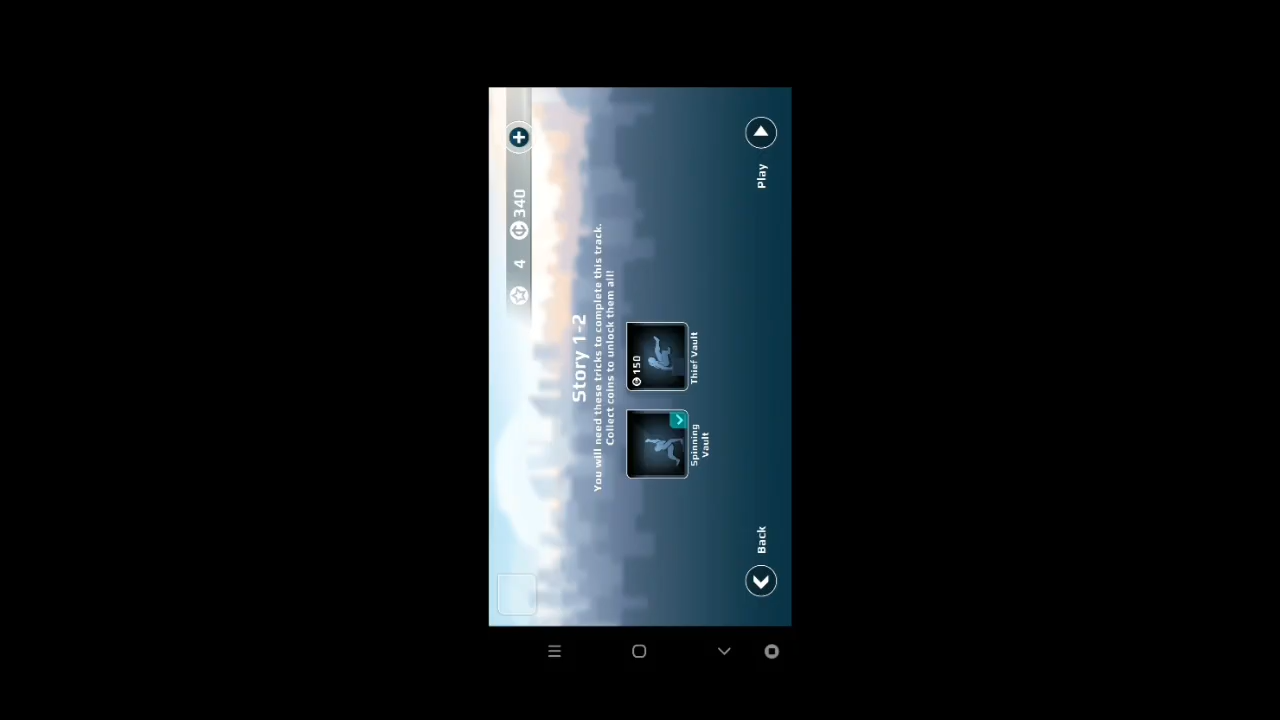 4 340
Story 1-2
You will need these tricks to complete this track.
Collect coins to unlock them all!
150
Spinning
Vault
Thief Vault
Back
Play